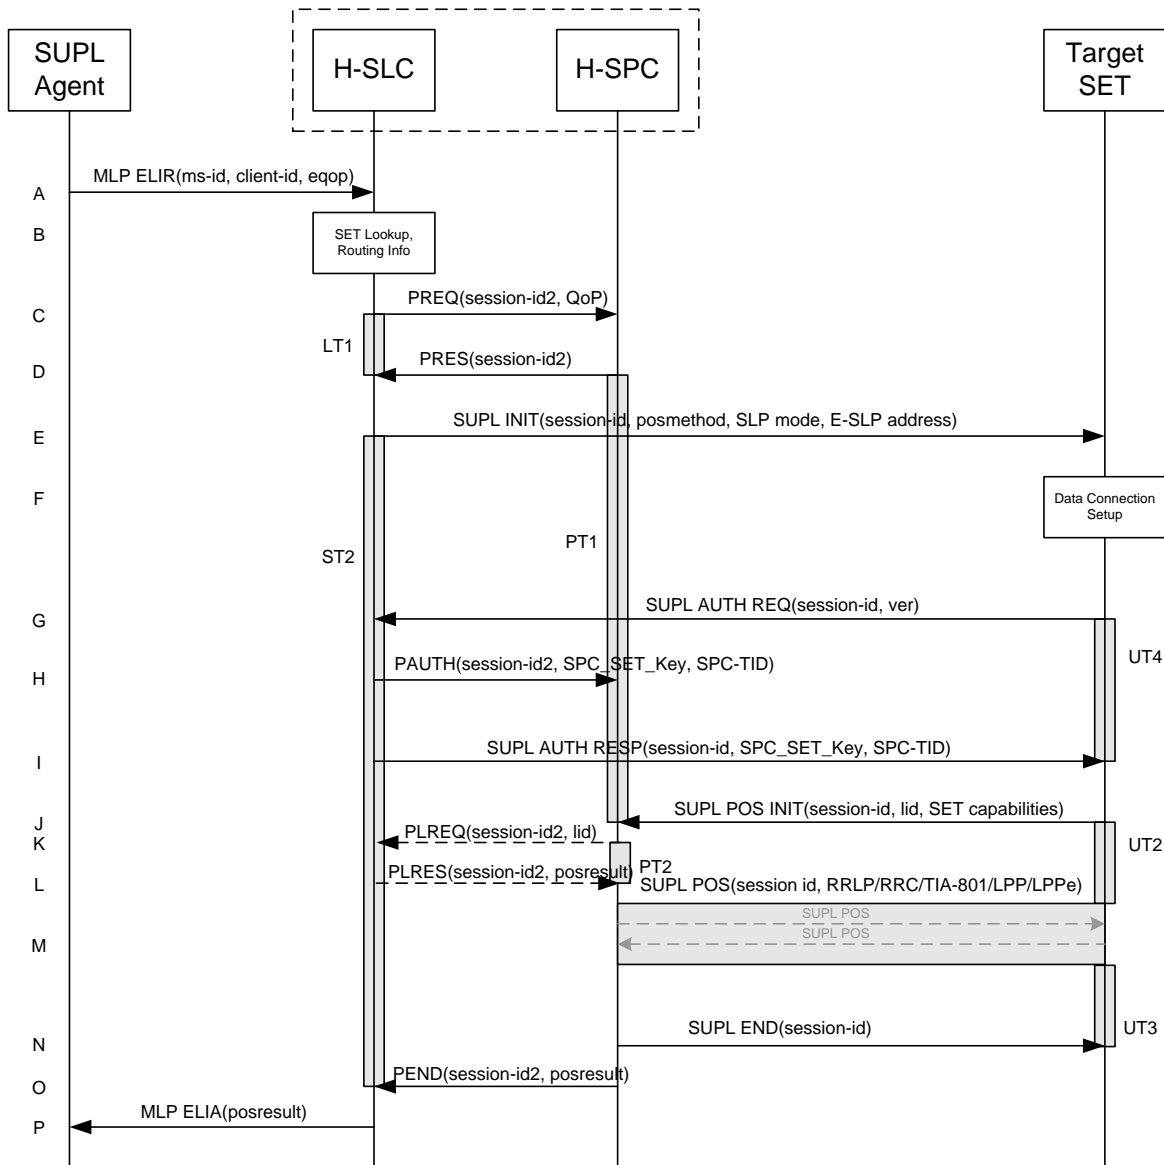 SUPL
Agent
H-SLC
H-SPC
Target
SET
A
MLP ELIR(ms-id, client-id, eqop)
B
SET Lookup,
Routing Info
C
PREQ(session-id2, QoP)
LT1
D
PRES(session-id2)
E
SUPL INIT(session-id, posmethod, SLP mode, E-SLP address)
F
Data Connection
Setup
ST2
PT1
G
SUPL AUTH REQ(session-id, ver)
UT4
H
PAUTH(session-id2, SPC_SET_Key, SPC-TID)
I
SUPL AUTH RESP(session-id, SPC_SET_Key, SPC-TID)
J
SUPL POS INIT(session-id, lid, SET capabilities)
K
PLREQ(session-id2, lid)
UT2
L
PLRES(session-id2, posresult)
PT2
SUPL POS(session id, RRLP/RRC/TIA-801/LPP/LPPe)
SUPL POS
M
SUPL POS
N
SUPL END(session-id)
UT3
O
PEND(session-id2, posresult)
P
MLP ELIA(posresult)